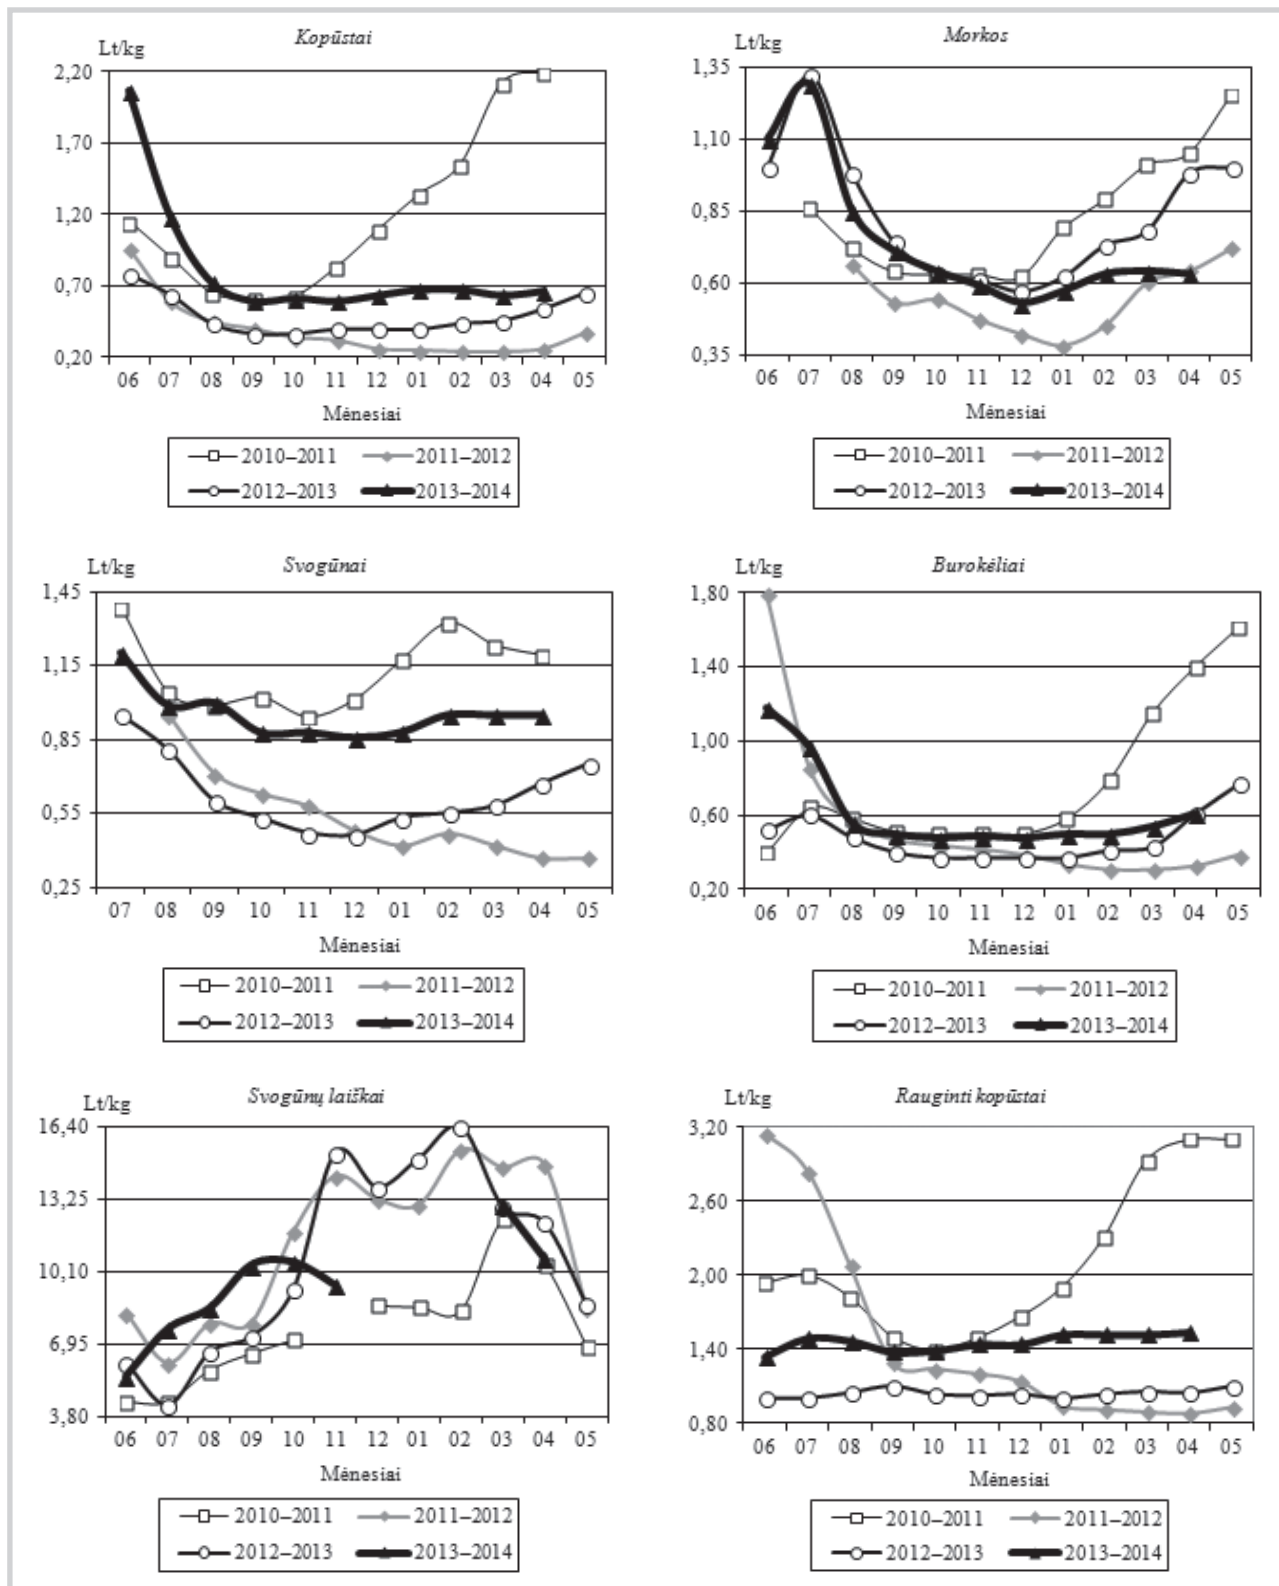 Kopūstai
Lt/kg
2,20
1,70
1,20
0,70
0,20
06 07 08 09 10 11 12 01 02 03 04 05
Mėnesiai
2010–2011 2011–2012
2012–2013 2013–2014
Morkos
Lt/kg
1,35
1,10
0,85
0,60
0,35
06 07 08 09 10 11 12 01 02 03 04 05
Mėnesiai
2010–2011 2011–2012
2012–2013 2013–2014
Svogūnai
Lt/kg
1,45
1,15
0,85
0,55
0,25
07 08 09 10 11 12 01 02 03 04 05
Mėnesiai
2010–2011 2011–2012
2012–2013 2013–2014
Burokėliai
Lt/kg
1,80
1,40
1,00
0,60
0,20
06 07 08 09 10 11 12 01 02 03 04 05
Mėnesiai
2010–2011 2011–2012
2012–2013 2013–2014
Svogūnų laiškai
Lt/kg
16,40
13,25
10,10
6,95
3,80
06 07 08 09 10 11 12 01 02 03 04 05
Mėnesiai
2010–2011 2011–2012
2012–2013 2013–2014
Rauginti kopūstai
Lt/kg
3,20
2,60
2,00
1,40
0,80
06 07 08 09 10 11 12 01 02 03 04 05
Mėnesiai
2010–2011 2011–2012
2012–2013 2013–2014